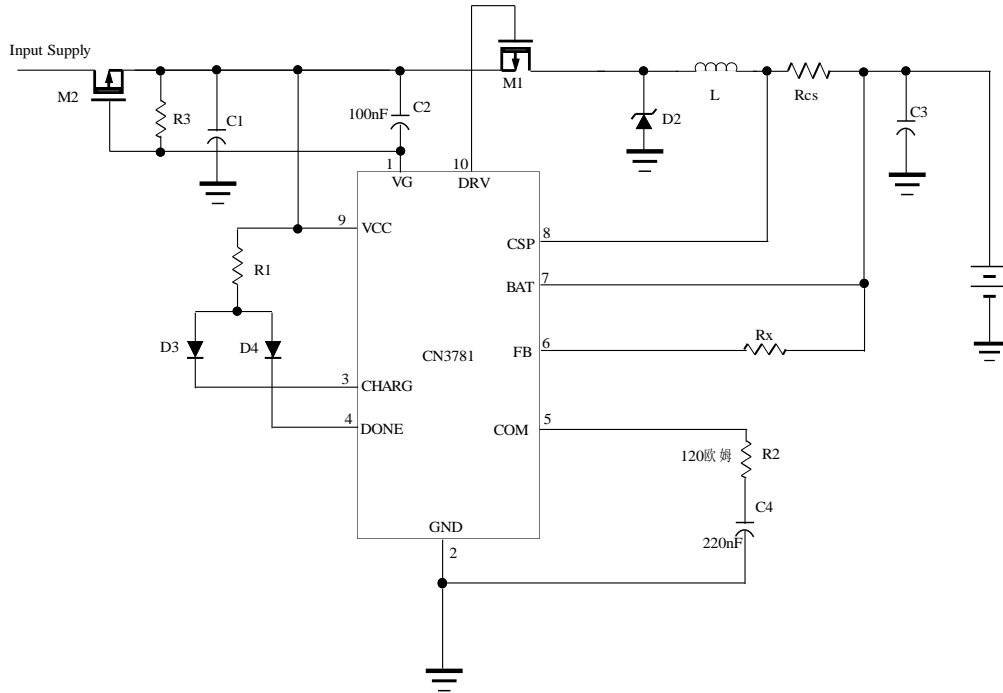 Input Supply
M2
R3
C1
100nF
C2
M1
D2
L
Rcs
C3
1
10
VG
DRV
9
VCC
R1
8
CSP
7
BAT
D3
D4
CN3781
Rx
6
FB
3
CHARG
4
DONE
5
COM
120欧姆
R2
C4
220nF
GND
2